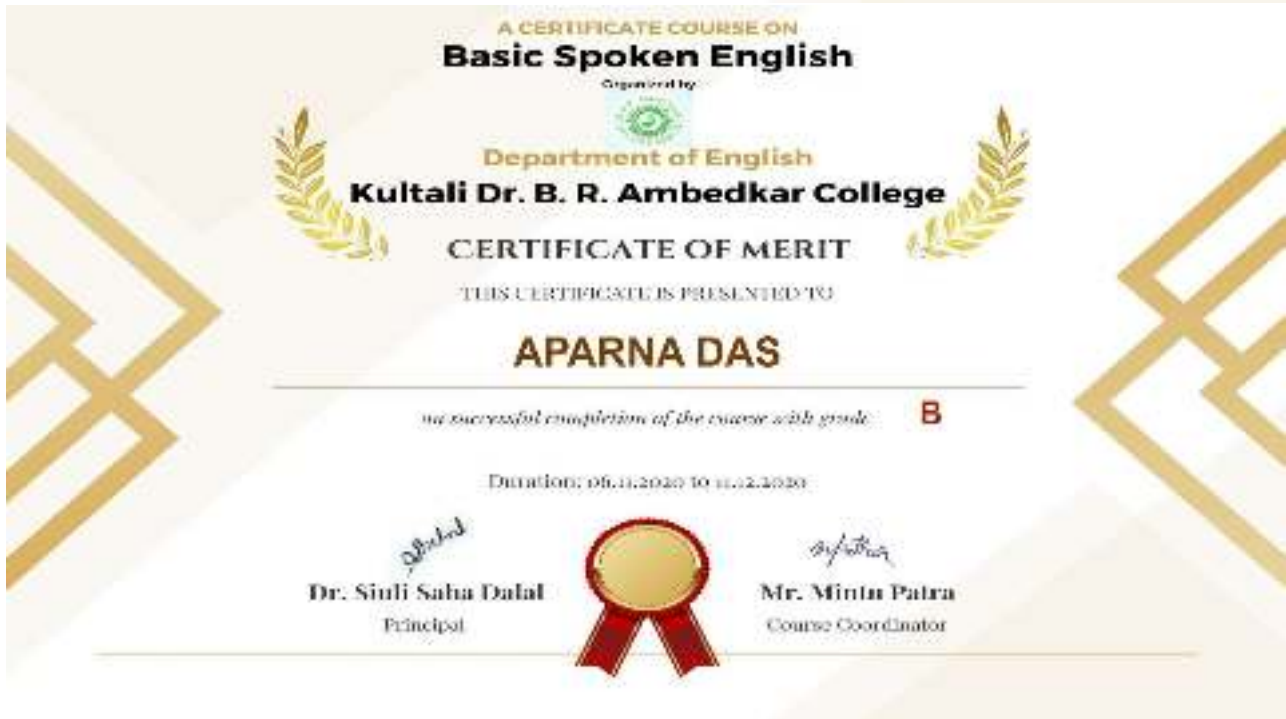 A CERTIFICATE COURSE ON
Basic Spoken English
Organized by
Department of English
Kultali Dr. B. R. Ambedkar College
CERTIFICATE OF MERIT
THIS CERTIFICATE IS PRESENTED TO
APARNA DAS
on successful completion of the course with grade B
Duration: 06.11.2020 to 11.12.2020
Dr. Siuli Saha Dalal Mr. Mintu Patra
Principal Course Coordinator